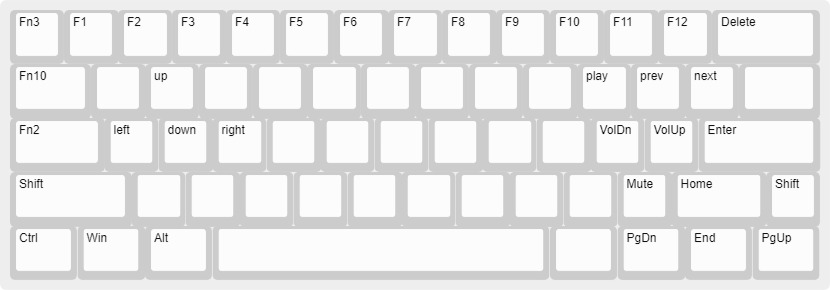 Fn3 F1 F2 F3 F4 F5 F6 F7 F8 F9 F10 F11 F12 Delete
Fn10 up play prev next
Fn2 left down right VolDn VolUp Enter
Shift Mute Home Shift
Ctrl Win Alt PgDn End PgUp